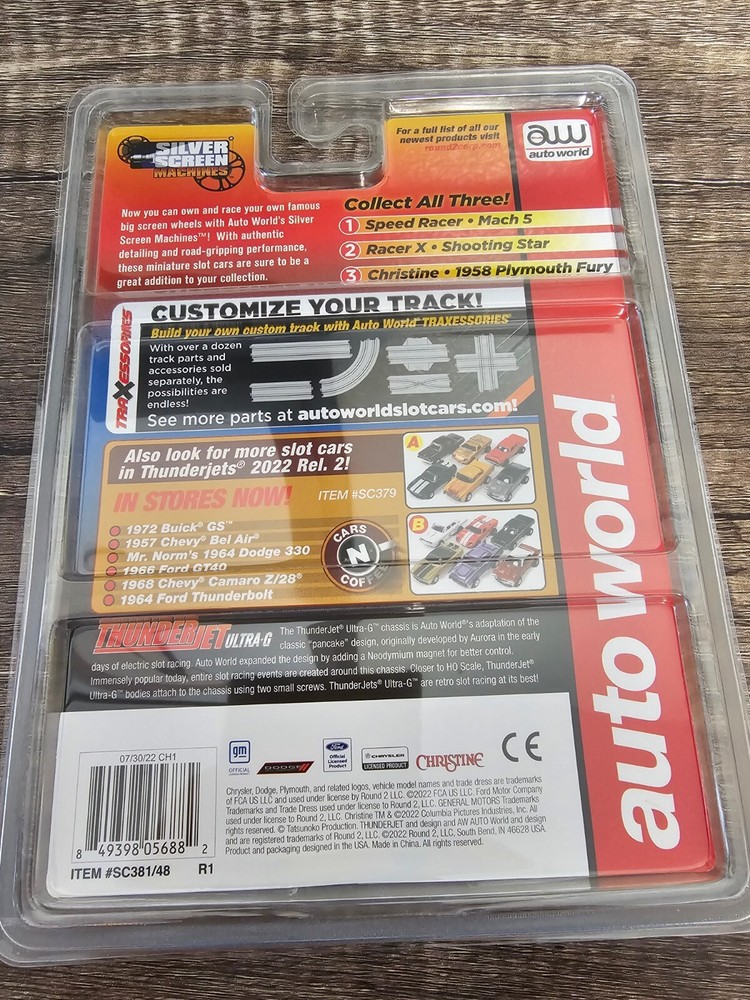 SILVER
SCREEN
MACHINES
For a full list of all our
newest products visit
round2corp.com
aw
auto world
Now you can own and race your own famous
big screen wheels with Auto World's Silver
Screen Machines™! With authentic
detailing and road-gripping performance,
these miniature slot cars are sure to be a
great addition to your collection.
Collect All Three!
1 Speed Racer • Mach 5
2 Racer X • Shooting Star
3 Christine • 1958 Plymouth Fury
TRAXESSORIES
CUSTOMIZE YOUR TRACK!
Build your own custom track with Auto World® TRAXESSORIES®
With over a dozen
track parts and
accessories sold
separately, the
possibilities are
endless!
See more parts at autoworldslotcars.com!
Also look for more slot cars
in Thunderjets® 2022 Rel. 2!
IN STORES NOW!
ITEM #SC379
1972 Buick® GS™
1957 Chevy® Bel Air®
Mr. Norm's 1964 Dodge 330
1966 Ford GT40
1968 Chevy® Camaro Z/28®
1964 Ford Thunderbolt
CARS
N
COFFEE
A
B
auto world™
THUNDERJET ULTRA-G
The ThunderJet® Ultra-G™ chassis is Auto World®'s adaptation of the
classic "pancake" design, originally developed by Aurora in the early
days of electric slot racing. Auto World expanded the design by adding a Neodymium magnet for better control.
Immensely popular today, entire slot racing events are created around this chassis. Closer to HO Scale, ThunderJet®
Ultra-G™ bodies attach to the chassis using two small screws. ThunderJets® Ultra-G™ are retro slot racing at its best!
07/30/22 CH1
8 49398 05688 2
ITEM #SC381/48 R1
gm
OFFICIAL
DODGE
Ford
Official
Licensed
Product
CHRYSLER
LICENSED PRODUCT
CHRISTINE
CE
Chrysler, Dodge, Plymouth, and related logos, vehicle model names and trade dress are trademarks
of FCA US LLC and used under license by Round 2 LLC. ©2022 FCA US LLC. Ford Motor Company
Trademarks and Trade Dress used under license to Round 2, LLC. GENERAL MOTORS Trademarks
used under license to Round 2, LLC. Christine TM & ©2022 Columbia Pictures Industries, Inc. All
rights reserved. © Tatsunoko Production. THUNDERJET and design and AW AUTO World and design
and are registered trademarks of Round 2, LLC. ©2022 Round 2, LLC, South Bend, IN 46628 USA.
Product and packaging designed in the USA. Made in China. All rights reserved.